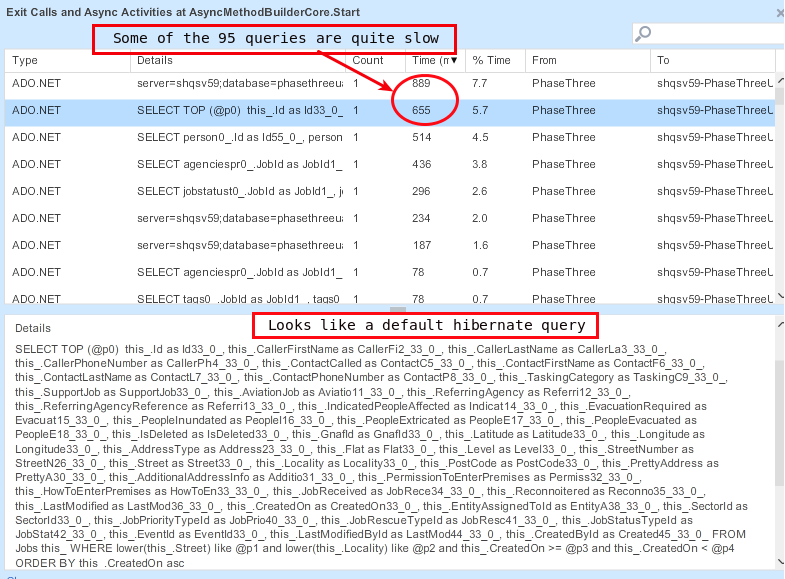 Exit Calls and Async Activities at AsyncMethodBuilderCore.Start
Some of the 95 queries are quite slow
Type Details Count Time (n ▼ % Time From To
ADO.NET server=shqsv59;database=phasethreeua 1 889 7.7 PhaseThree shqsv59-PhaseThreeU
ADO.NET SELECT TOP (@p0) this_.Id as Id33_0_ 1 655 5.7 PhaseThree shqsv59-PhaseThreeU
ADO.NET SELECT person0_.Id as Id55_0_, person 1 514 4.5 PhaseThree shqsv59-PhaseThreeU
ADO.NET SELECT agenciespr0_.JobId as JobId1_ 1 436 3.8 PhaseThree shqsv59-PhaseThreeU
ADO.NET SELECT jobstatust0_.JobId as JobId1_, j 1 296 2.6 PhaseThree shqsv59-PhaseThreeU
ADO.NET server=shqsv59;database=phasethreeua 1 234 2.0 PhaseThree shqsv59-PhaseThreeU
ADO.NET server=shqsv59;database=phasethreeua 1 187 1.6 PhaseThree shqsv59-PhaseThreeU
ADO.NET SELECT agenciespr0_.JobId as JobId1_ 1 78 0.7 PhaseThree shqsv59-PhaseThreeU
ADO.NET SELECT tags0_.JobId as JobId1_, tags0_ 1 78 0.7 PhaseThree shqsv59-PhaseThreeU
Looks like a default hibernate query
Details
SELECT TOP (@p0) this_.Id as Id33_0_, this_.CallerFirstName as CallerFi2_33_0_, this_.CallerLastName as CallerLa3_33_0_,
this_.CallerPhoneNumber as CallerPh4_33_0_, this_.ContactCalled as ContactC5_33_0_, this_.ContactFirstName as ContactF6_33_0_,
this_.ContactLastName as ContactL7_33_0_, this_.ContactPhoneNumber as ContactP8_33_0_, this_.TaskingCategory as TaskingC9_33_0_,
this_.SupportJob as SupportJob33_0_, this_.AviationJob as Aviatio11_33_0_, this_.ReferringAgency as Referri12_33_0_,
this_.ReferringAgencyReference as Referri13_33_0_, this_.IndicatedPeopleAffected as Indicat14_33_0_, this_.EvacuationRequired as
Evacuat15_33_0_, this_.PeopleInundated as PeopleI16_33_0_, this_.PeopleExtricated as PeopleE17_33_0_, this_.PeopleEvacuated as
PeopleE18_33_0_, this_.IsDeleted as IsDeleted33_0_, this_.GnafId as GnafId33_0_, this_.Latitude as Latitude33_0_, this_.Longitude as
Longitude33_0_, this_.AddressType as Address23_33_0_, this_.Flat as Flat33_0_, this_.Level as Level33_0_, this_.StreetNumber as
StreetN26_33_0_, this_.Street as Street33_0_, this_.Locality as Locality33_0_, this_.PostCode as PostCode33_0_, this_.PrettyAddress as
PrettyA30_33_0_, this_.AdditionalAddressInfo as Additio31_33_0_, this_.PermissionToEnterPremises as Permiss32_33_0_,
this_.HowToEnterPremises as HowToEn33_33_0_, this_.JobReceived as JobRece34_33_0_, this_.Reconnoitered as Reconno35_33_0_,
this_.LastModified as LastMod36_33_0_, this_.CreatedOn as CreatedOn33_0_, this_.EntityAssignedToId as EntityA38_33_0_, this_.SectorId as
SectorId33_0_, this_.JobPriorityTypeId as JobPrio40_33_0_, this_.JobRescueTypeId as JobResc41_33_0_, this_.JobStatusTypeId as
JobStat42_33_0_, this_.EventId as EventId33_0_, this_.LastModifiedById as LastMod44_33_0_, this_.CreatedById as Created45_33_0_ FROM
Jobs this_ WHERE lower(this_.Street) like @p1 and lower(this_.Locality) like @p2 and this_.CreatedOn >= @p3 and this_.CreatedOn < @p4
ORDER BY this_.CreatedOn asc